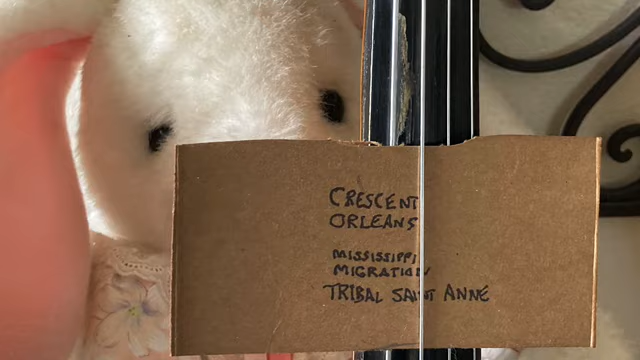 CRESCENT
ORLEANS
MISSISSIPPI
MIGRATION
TRIBAL SAINT ANNE